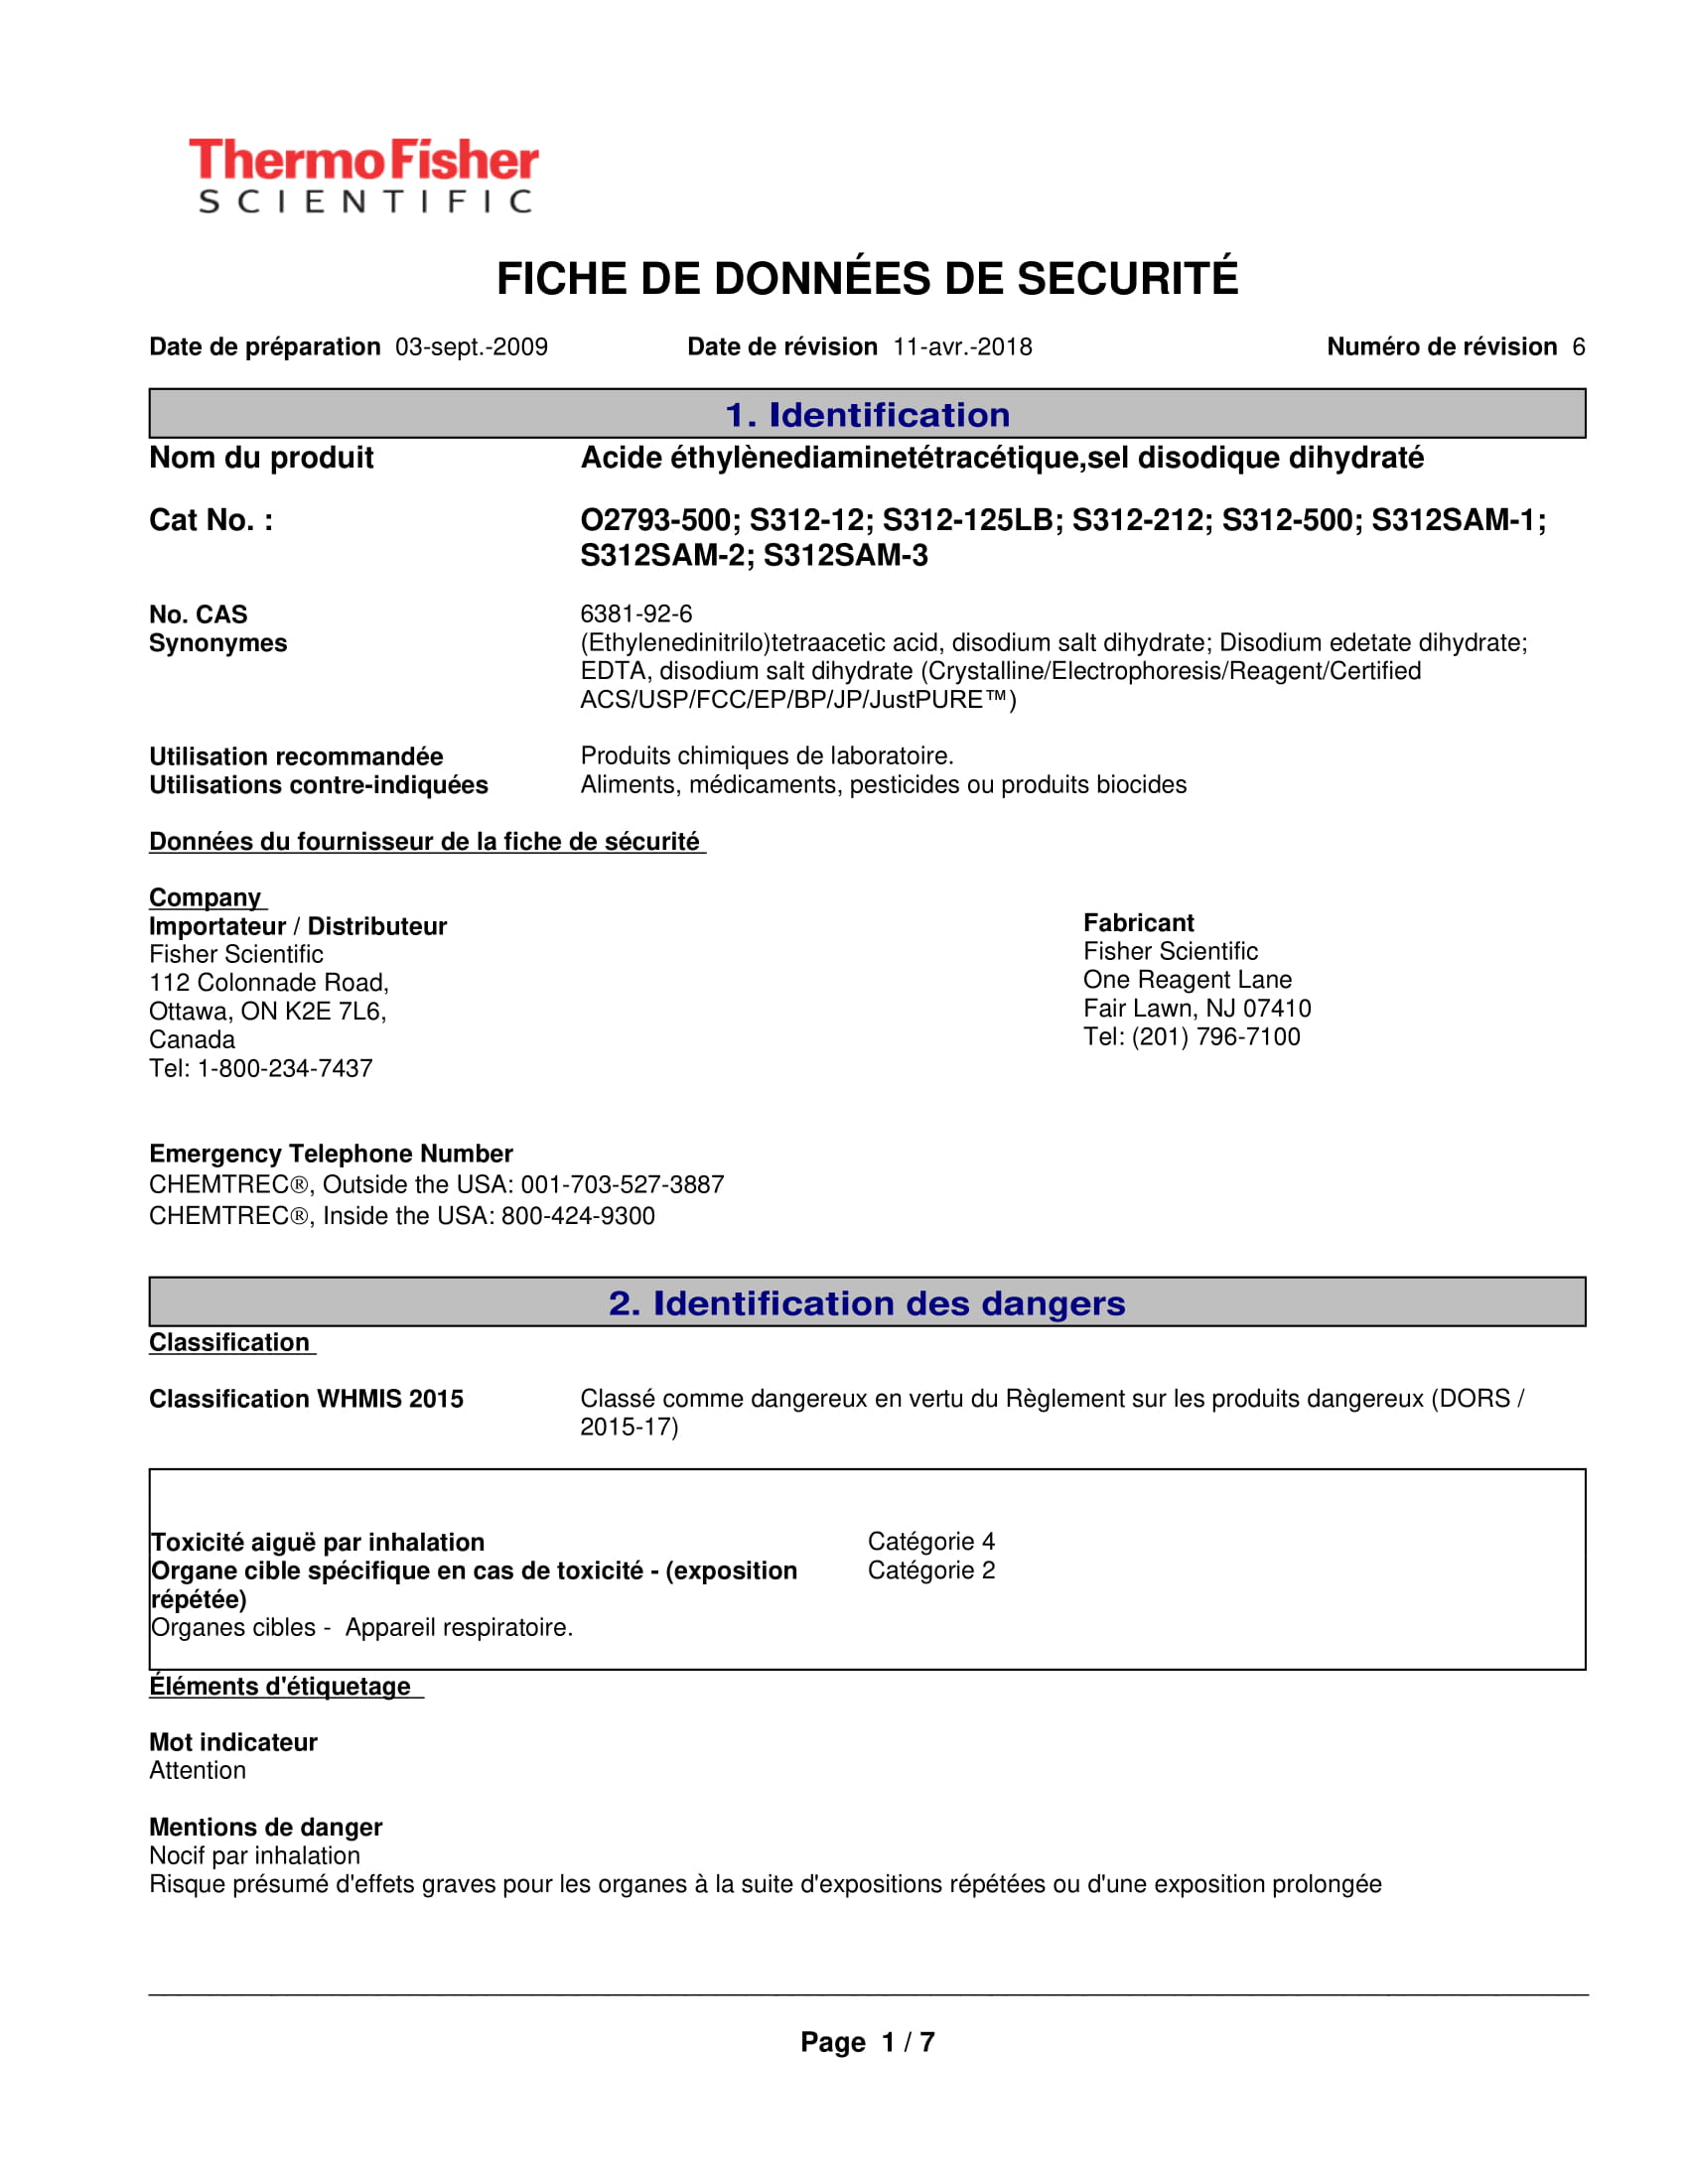 ThermoFisher
SCIENTIFIC
FICHE DE DONNÉES DE SECURITÉ
Date de préparation 03-sept.-2009 Date de révision 11-avr.-2018 Numéro de révision 6
1. Identification
Nom du produit Acide éthylènediaminetétracétique,sel disodique dihydraté
Cat No. : O2793-500; S312-12; S312-125LB; S312-212; S312-500; S312SAM-1;
S312SAM-2; S312SAM-3
No. CAS 6381-92-6
Synonymes (Ethylenedinitrilo)tetraacetic acid, disodium salt dihydrate; Disodium edetate dihydrate;
EDTA, disodium salt dihydrate (Crystalline/Electrophoresis/Reagent/Certified
ACS/USP/FCC/EP/BP/JP/JustPURE™)
Utilisation recommandée Produits chimiques de laboratoire.
Utilisations contre-indiquées Aliments, médicaments, pesticides ou produits biocides
Données du fournisseur de la fiche de sécurité
Company
Importateur / Distributeur
Fisher Scientific
112 Colonnade Road,
Ottawa, ON K2E 7L6,
Canada
Tel: 1-800-234-7437
Fabricant
Fisher Scientific
One Reagent Lane
Fair Lawn, NJ 07410
Tel: (201) 796-7100
Emergency Telephone Number
CHEMTREC®, Outside the USA: 001-703-527-3887
CHEMTREC®, Inside the USA: 800-424-9300
2. Identification des dangers
Classification
Classification WHMIS 2015 Classé comme dangereux en vertu du Règlement sur les produits dangereux (DORS /
2015-17)
Toxicité aiguë par inhalation Catégorie 4
Organe cible spécifique en cas de toxicité - (exposition Catégorie 2
répétée)
Organes cibles - Appareil respiratoire.
Éléments d'étiquetage
Mot indicateur
Attention
Mentions de danger
Nocif par inhalation
Risque présumé d'effets graves pour les organes à la suite d'expositions répétées ou d'une exposition prolongée
Page 1 / 7